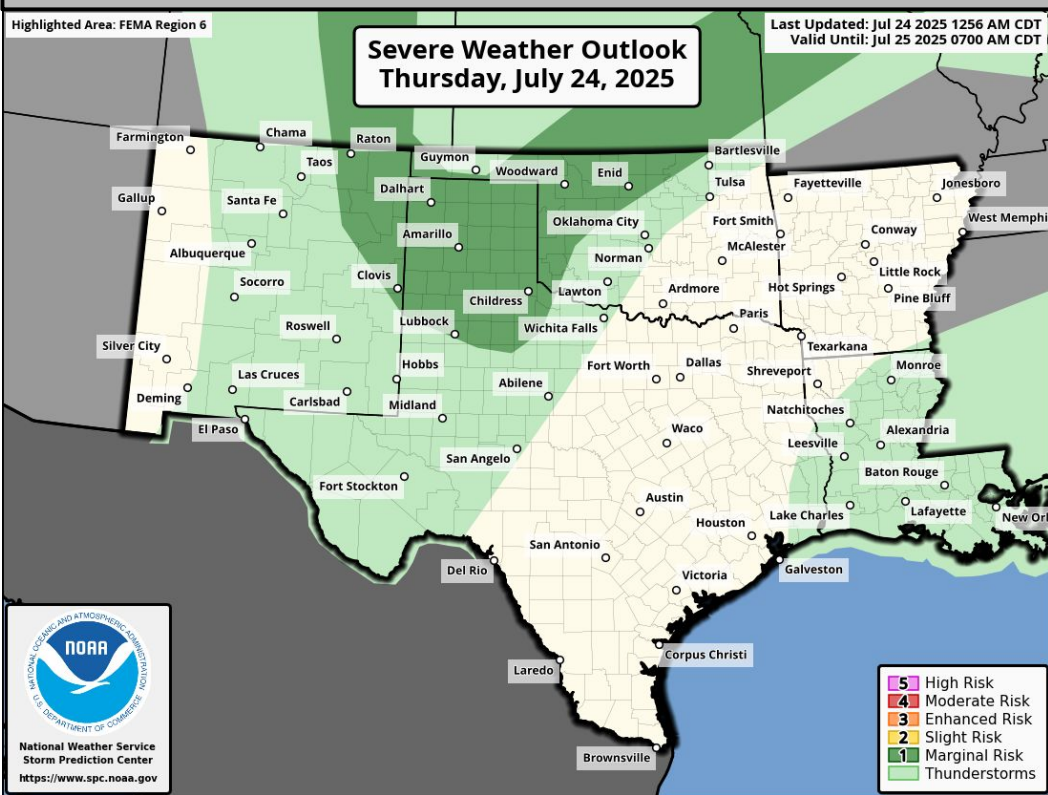 Highlighted Area: FEMA Region 6
Severe Weather Outlook
Thursday, July 24, 2025
Last Updated: Jul 24 2025 1256 AM CDT
Valid Until: Jul 25 2025 0700 AM CDT
Farmington
Chama
Raton
Taos
Guymon
Woodward
Enid
Bartlesville
Dalhart
Tulsa
Fayetteville
Jonesboro
Gallup
Santa Fe
Oklahoma City
Fort Smith
West Memphi
Amarillo
Conway
Albuquerque
Norman
McAlester
Clovis
Little Rock
Socorro
Childress
Lawton
Ardmore
Hot Springs
Pine Bluff
Roswell
Lubbock
Wichita Falls
Paris
Silver City
Texarkana
Hobbs
Fort Worth
Dallas
Shreveport
Monroe
Las Cruces
Abilene
Deming
Carlsbad
Midland
Natchitoches
El Paso
Waco
Alexandria
Leesville
San Angelo
Baton Rouge
Fort Stockton
Austin
Lake Charles
Lafayette
New Orl
Houston
San Antonio
Del Rio
Galveston
Victoria
Corpus Christi
Laredo
Brownsville
NATIONAL OCEANIC AND ATMOSPHERIC ADMINISTRATION
NOAA
U.S. DEPARTMENT OF COMMERCE
National Weather Service
Storm Prediction Center
https://www.spc.noaa.gov
5 High Risk
4 Moderate Risk
3 Enhanced Risk
2 Slight Risk
1 Marginal Risk
Thunderstorms